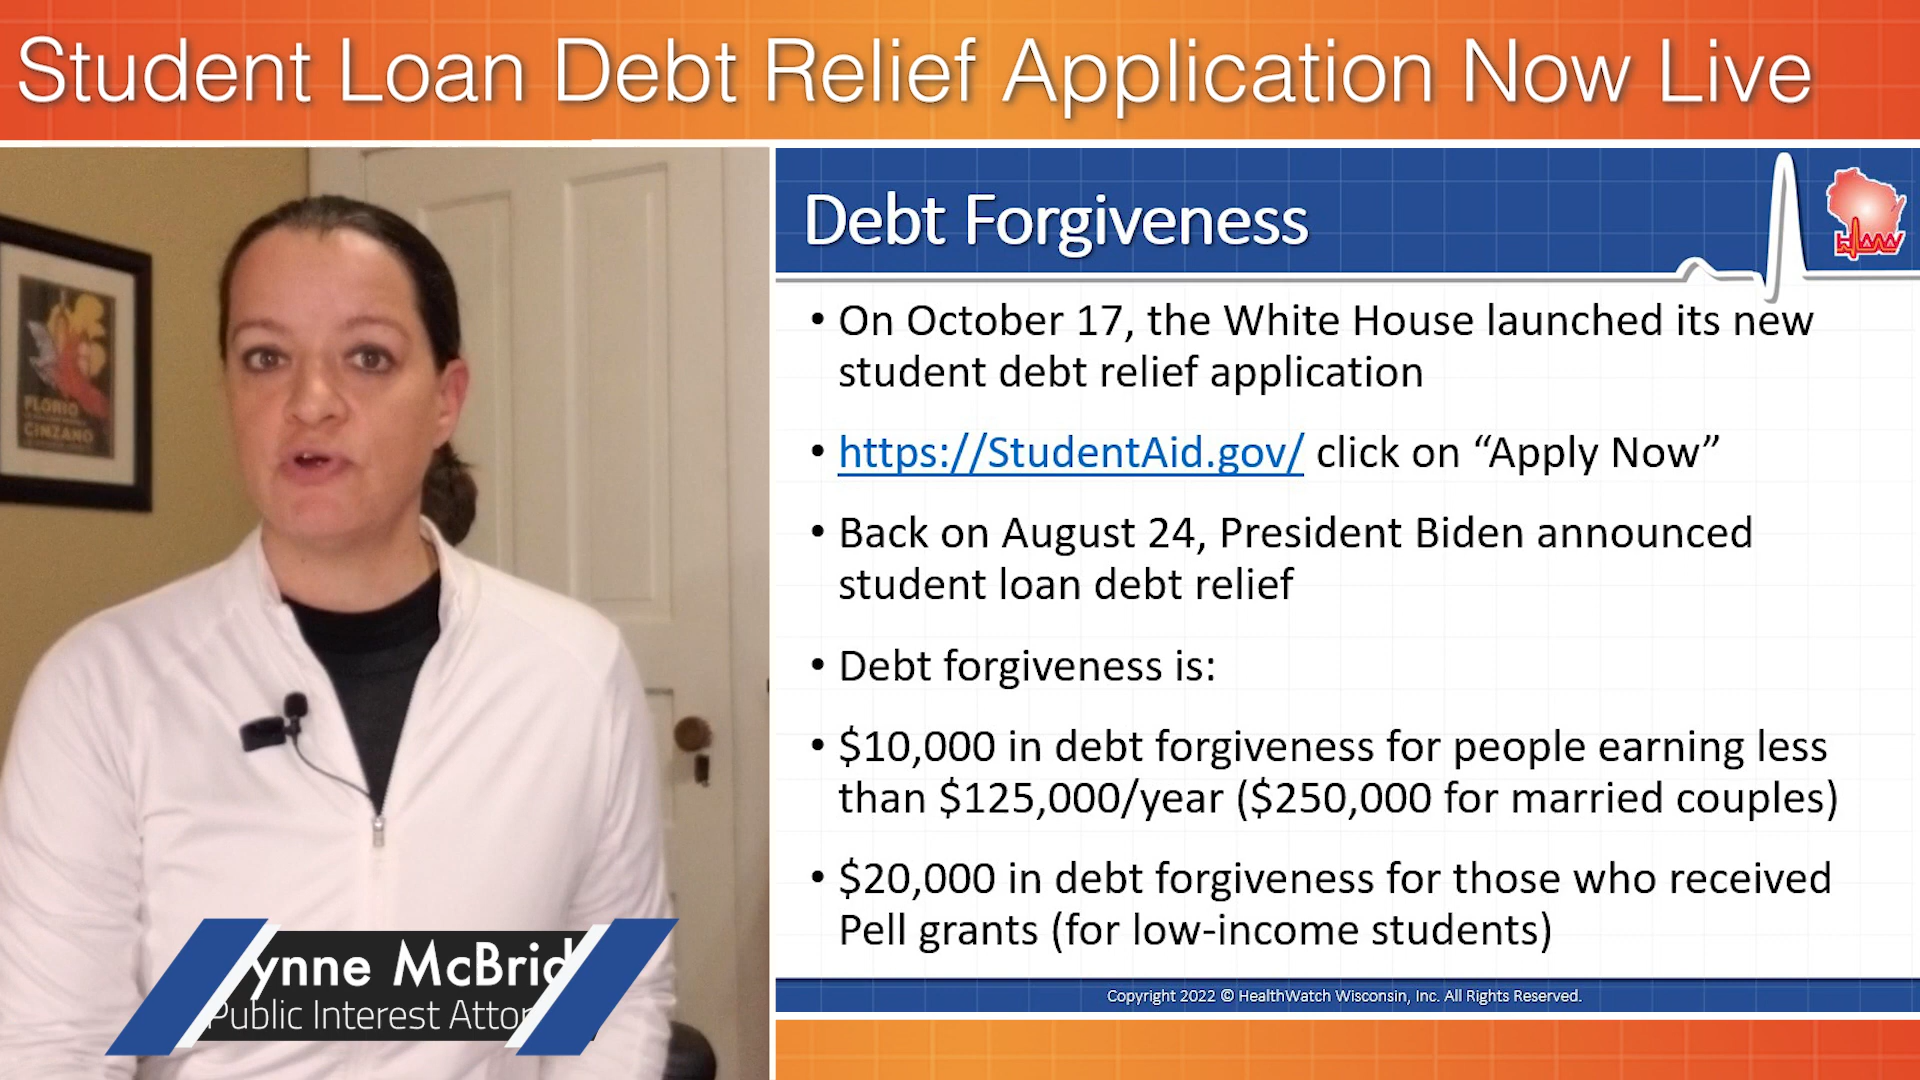 Student Loan Debt Relief Application Now Live
Debt Forgiveness
HWW
• On October 17, the White House launched its new
student debt relief application
• https://StudentAid.gov/ click on “Apply Now”
• Back on August 24, President Biden announced
student loan debt relief
• Debt forgiveness is:
• $10,000 in debt forgiveness for people earning less
than $125,000/year ($250,000 for married couples)
• $20,000 in debt forgiveness for those who received
Pell grants (for low-income students)
Copyright 2022 © HealthWatch Wisconsin, Inc. All Rights Reserved.
FLORIO
CINZANO
ynne McBrid
Public Interest Attor